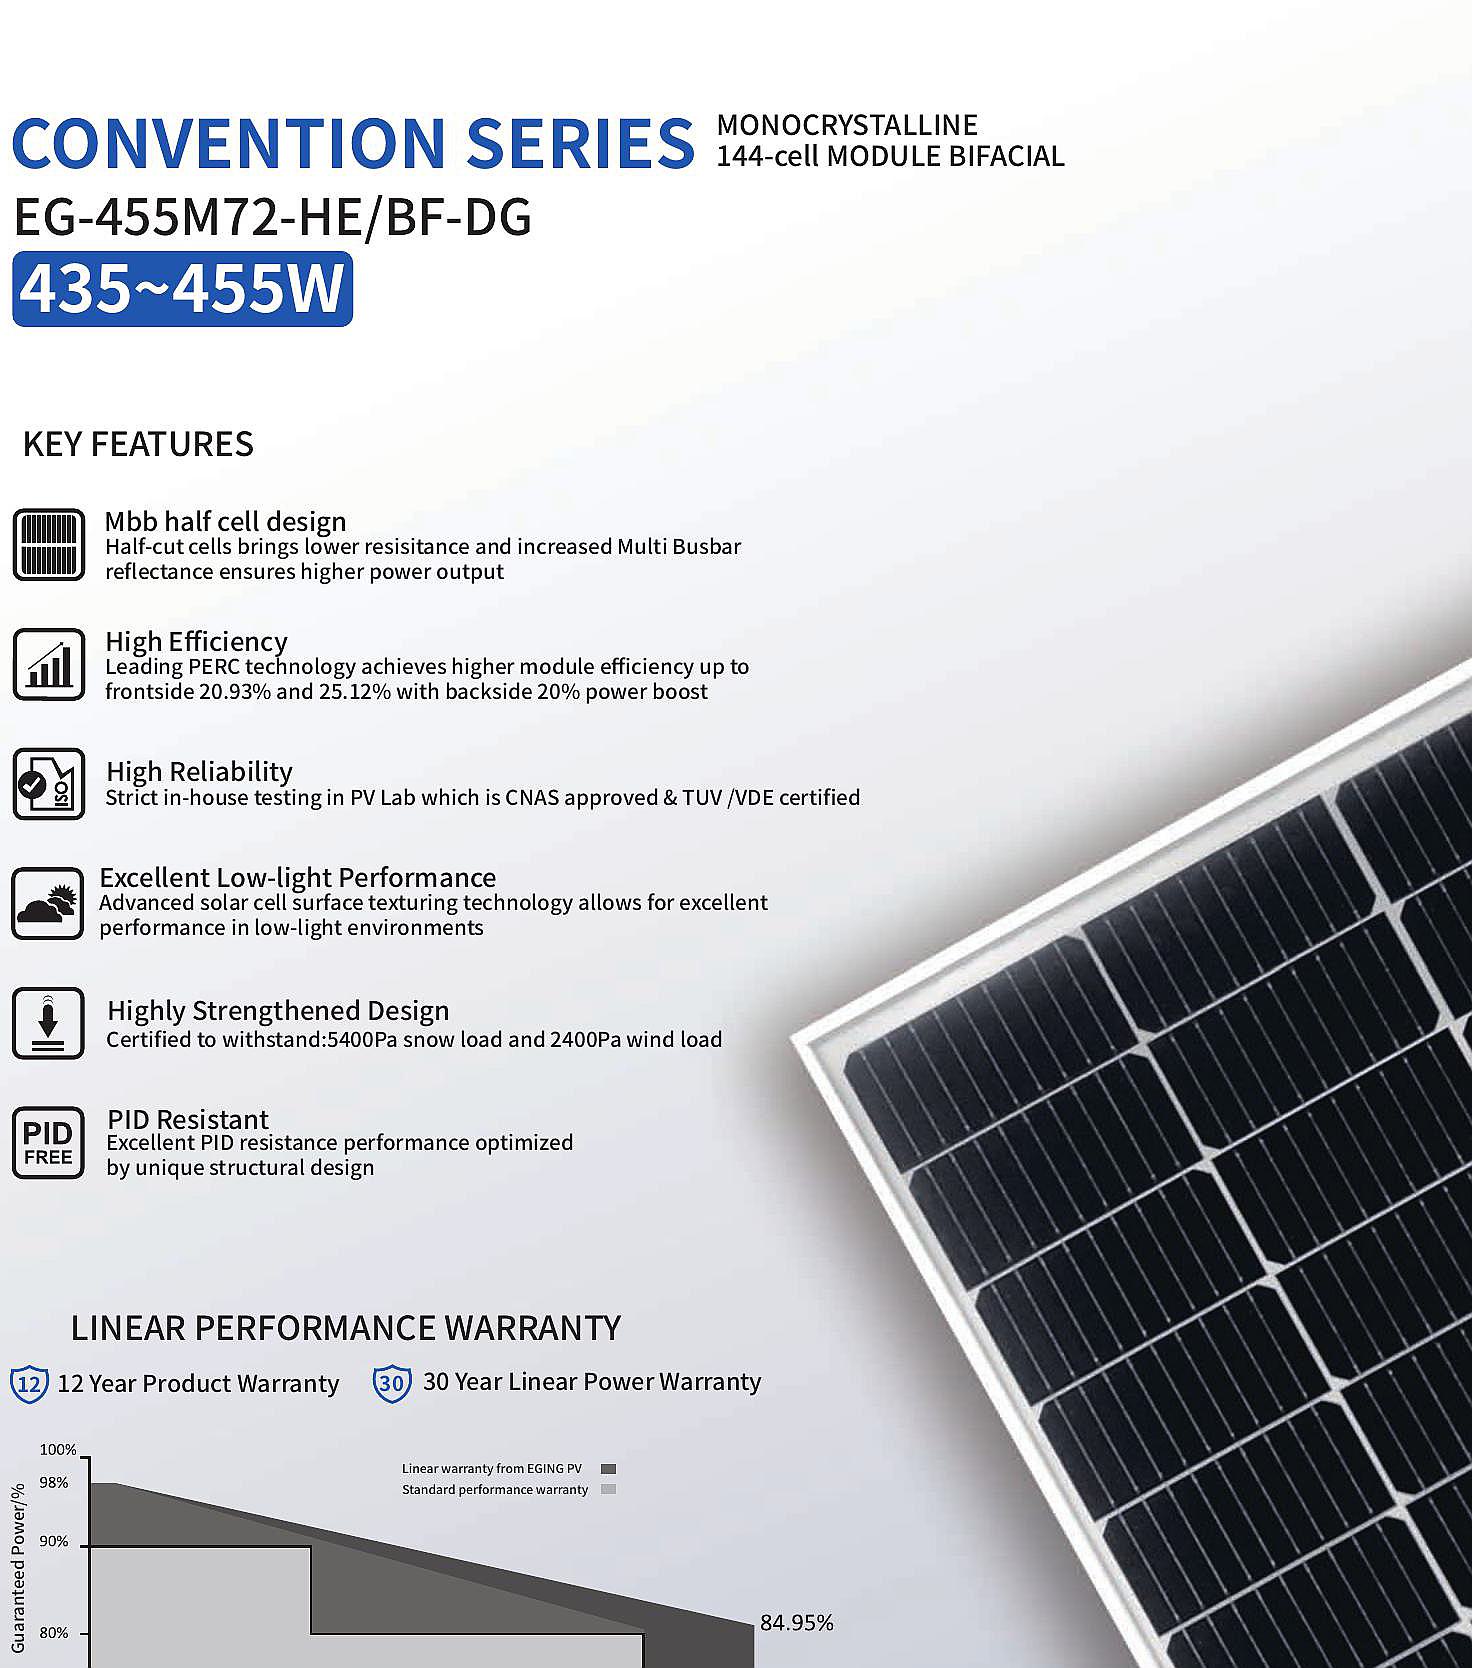 CONVENTION SERIES
MONOCRYSTALLINE
144-cell MODULE BIFACIAL
EG-455M72-HE/BF-DG
435~455W
KEY FEATURES
Mbb half cell design
Half-cut cells brings lower resisitance and increased Multi Busbar
reflectance ensures higher power output
High Efficiency
Leading PERC technology achieves higher module efficiency up to
frontside 20.93% and 25.12% with backside 20% power boost
ISO
High Reliability
Strict in-house testing in PV Lab which is CNAS approved & TUV /VDE certified
Excellent Low-light Performance
Advanced solar cell surface texturing technology allows for excellent
performance in low-light environments
Highly Strengthened Design
Certified to withstand:5400Pa snow load and 2400Pa wind load
PID
FREE
PID Resistant
Excellent PID resistance performance optimized
by unique structural design
LINEAR PERFORMANCE WARRANTY
12 12 Year Product Warranty
30 30 Year Linear Power Warranty
Guaranteed Power/%
100%
98%
90%
80%
Linear warranty from EGING PV
Standard performance warranty
84.95%